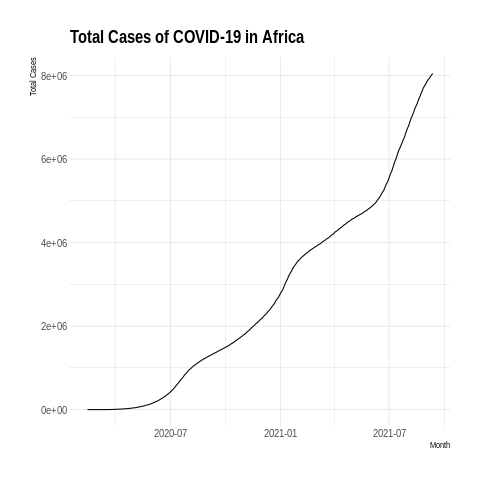 Total Cases of COVID-19 in Africa
Total Cases
8e+06
6e+06
4e+06
2e+06
0e+00
2020-07 2021-01 2021-07
Month